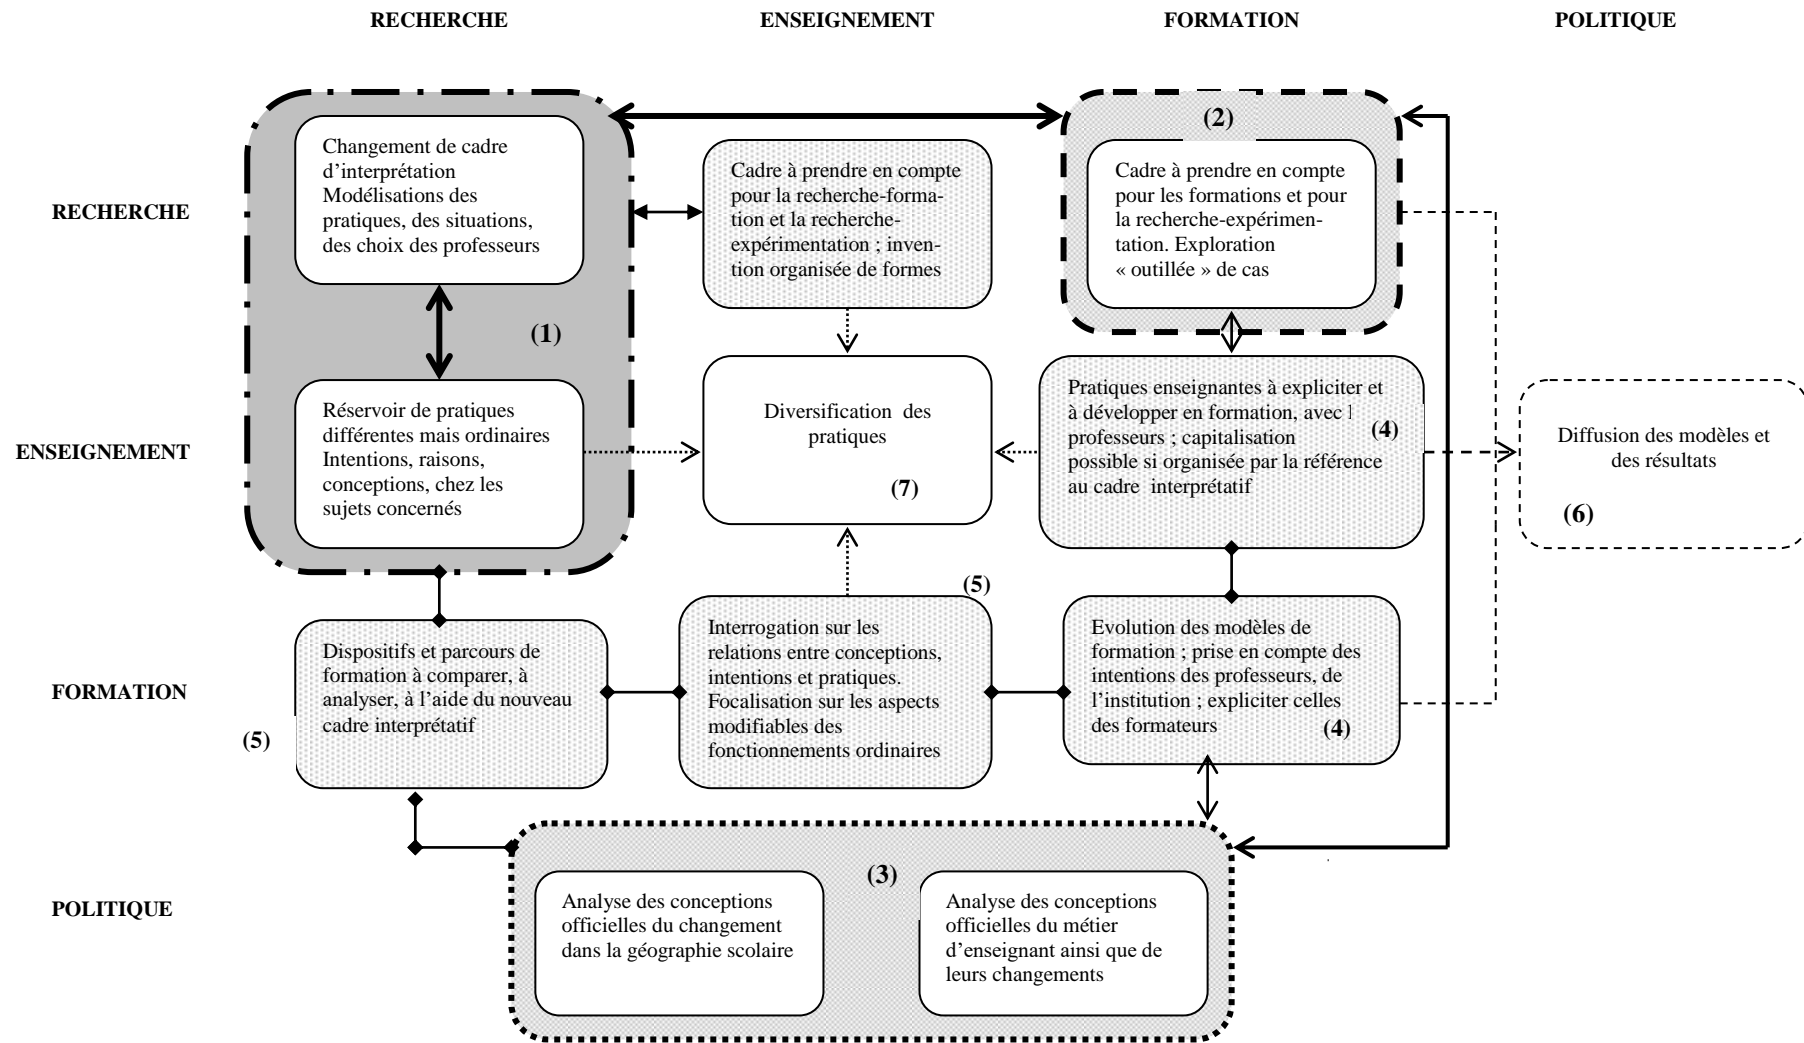 RECHERCHE
ENSEIGNEMENT
FORMATION
POLITIQUE
RECHERCHE
Changement de cadre
d’interprétation
Modélisations des
pratiques, des situations,
des choix des professeurs
Cadre à prendre en compte
pour la recherche-forma-
tion et la recherche-
expérimentation ; inven-
tion organisée de formes
(2)
Cadre à prendre en compte
pour les formations et pour
la recherche-expérimen-
tation. Exploration
« outillée » de cas
(1)
ENSEIGNEMENT
Réservoir de pratiques
différentes mais ordinaires
Intentions, raisons,
conceptions, chez les
sujets concernés
Diversification des
pratiques
(7)
Pratiques enseignantes à expliciter et
à développer en formation, avec
professeurs ; capitalisation
possible si organisée par la référence
au cadre interprétatif
(4)
Diffusion des modèles et
des résultats
(6)
FORMATION
Dispositifs et parcours de
formation à comparer, à
analyser, à l’aide du nouveau
cadre interprétatif
(5)
(5)
Interrogation sur les
relations entre conceptions,
intentions et pratiques.
Focalisation sur les aspects
modifiables des
fonctionnements ordinaires
Evolution des modèles de
formation ; prise en compte des
intentions des professeurs, de
l’institution ; expliciter celles
des formateurs
(4)
POLITIQUE
(3)
Analyse des conceptions
officielles du changement
dans la géographie scolaire
Analyse des conceptions
officielles du métier
d’enseignant ainsi que de
leurs changements